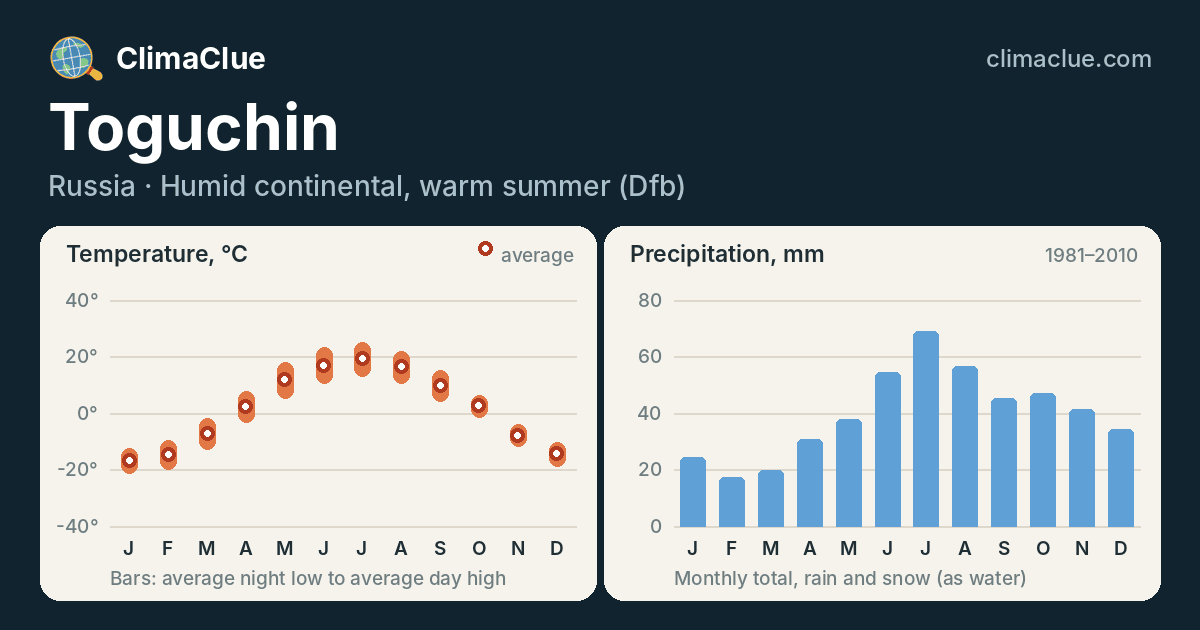 ClimaClue
climaclue.com
Toguchin
Russia · Humid continental, warm summer (Dfb)
Temperature, °C
average
40°
20°
0°
-20°
-40°
J F M A M J J A S O N D
Bars: average night low to average day high
Precipitation, mm
1981–2010
80
60
40
20
0
J F M A M J J A S O N D
Monthly total, rain and snow (as water)